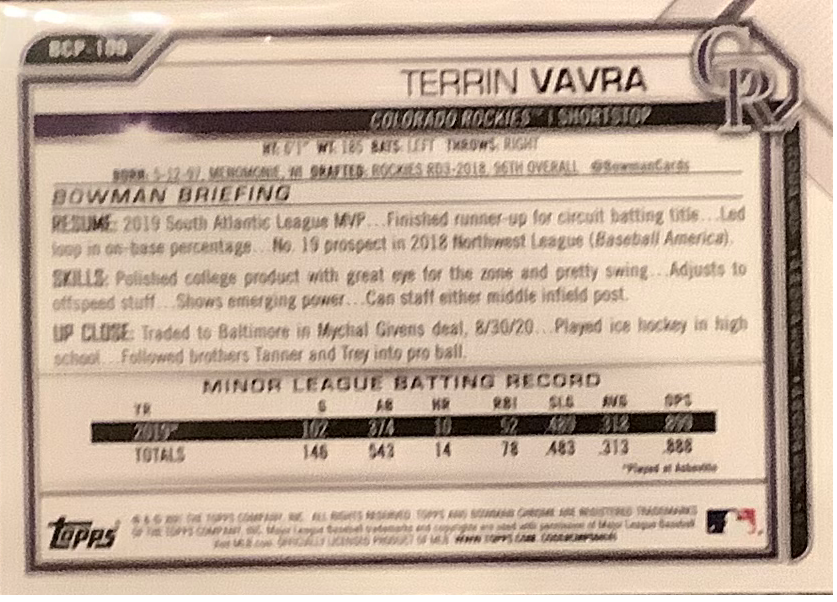 BCP-100
TERRIN VAVRA
COLORADO ROCKIES™ | SHORTSTOP
HT: 6'1" WT: 185 BATS: LEFT THROWS: RIGHT
BORN: 5-12-97, MENOMONIE, WI DRAFTED: ROCKIES RD3-2018, 96TH OVERALL @BowmanCards
BOWMAN BRIEFING
RESUME: 2019 South Atlantic League MVP...Finished runner-up for circuit batting title...Led
loop in on-base percentage...No. 19 prospect in 2018 Northwest League (Baseball America).
SKILLS: Polished college product with great eye for the zone and pretty swing...Adjusts to
offspeed stuff...Shows emerging power...Can staff either middle infield post.
UP CLOSE: Traded to Baltimore in Mychal Givens deal, 8/30/20...Played ice hockey in high
school...Followed brothers Tanner and Trey into pro ball.
MINOR LEAGUE BATTING RECORD
YR G AB HR RBI SLG AVG OPS
2019* 102 374 10 52 .489 .318
TOTALS 146 543 14 78 .483 .313 .888
*Played at Asheville
Topps ® & © 2021 THE TOPPS COMPANY, INC. ALL RIGHTS RESERVED. TOPPS AND BOWMAN CHROME ARE REGISTERED TRADEMARKS
OF THE TOPPS COMPANY, INC. Major League Baseball trademarks and copyrights are used with permission of Major League Baseball.
Visit MLB.com. OFFICIALLY LICENSED PRODUCT OF MLB WWW.TOPPS.COM